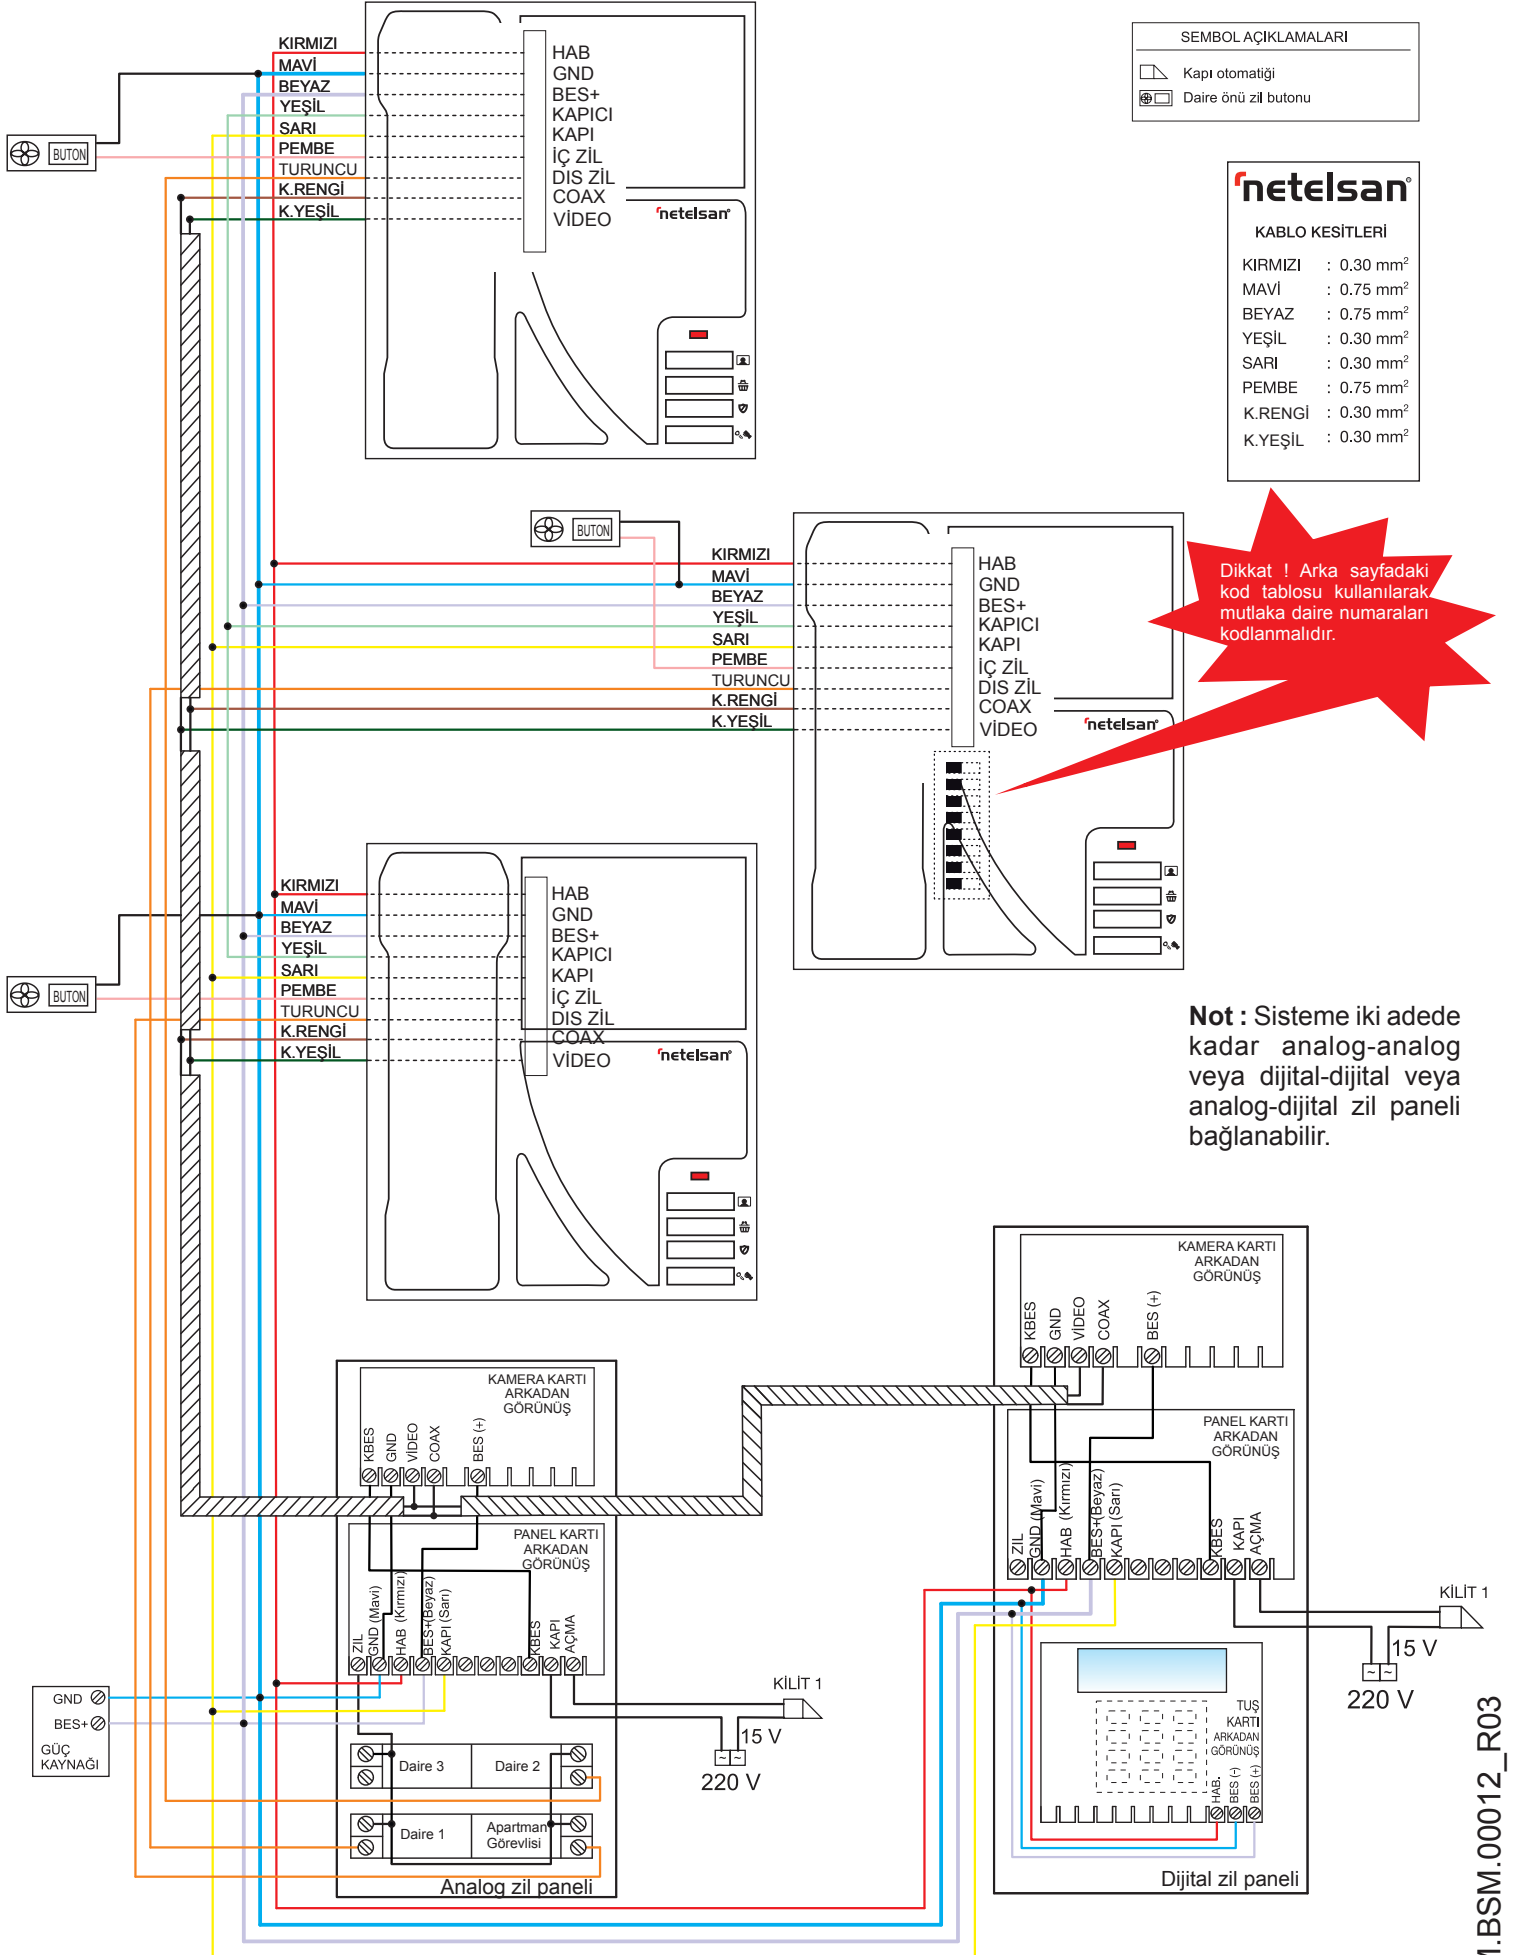 SEMBOL AÇIKLAMALARI
Kapı otomatiği
Daire önü zil butonu
netelsan
KABLO KESİTLERİ
KIRMIZI : 0.30 mm²
MAVİ : 0.75 mm²
BEYAZ : 0.75 mm²
YEŞİL : 0.30 mm²
SARI : 0.30 mm²
PEMBE : 0.75 mm²
K.RENGİ : 0.30 mm²
K.YEŞİL : 0.30 mm²
KIRMIZI HAB
MAVİ GND
BEYAZ BES+
YEŞİL KAPICI
SARI KAPI
PEMBE İÇ ZİL
TURUNCU DIS ZİL
K.RENGİ COAX
K.YEŞİL VİDEO
BUTON
netelsan
BUTON
KIRMIZI HAB
MAVİ GND
BEYAZ BES+
YEŞİL KAPICI
SARI KAPI
PEMBE İÇ ZİL
TURUNCU DIS ZİL
K.RENGİ COAX
K.YEŞİL VİDEO
netelsan
Dikkat ! Arka sayfadaki
kod tablosu kullanılarak
mutlaka daire numaraları
kodlanmalıdır.
KIRMIZI HAB
MAVİ GND
BEYAZ BES+
YEŞİL KAPICI
SARI KAPI
PEMBE İÇ ZİL
TURUNCU DIS ZİL
K.RENGİ COAX
K.YEŞİL VİDEO
BUTON
netelsan
Not : Sisteme iki adede
kadar analog-analog
veya dijital-dijital veya
analog-dijital zil paneli
bağlanabilir.
KAMERA KARTI
ARKADAN
GÖRÜNÜŞ
KBES
GND
VİDEO
COAX
BES (+)
PANEL KARTI
ARKADAN
GÖRÜNÜŞ
ZIL
GND (Mavi)
HAB (Kırmızı)
BES+(Beyaz)
KAPI (Sarı)
KBES
KAPI
AÇMA
KİLİT 1
15 V
~ ~
220 V
GND
BES+
GÜÇ
KAYNAĞI
Daire 3
Daire 2
Daire 1
Apartman
Görevlisi
Analog zil paneli
KAMERA KARTI
ARKADAN
GÖRÜNÜŞ
KBES
GND
VİDEO
COAX
BES (+)
PANEL KARTI
ARKADAN
GÖRÜNÜŞ
ZIL
GND (Mavi)
HAB (Kırmızı)
BES+(Beyaz)
KAPI (Sarı)
KBES
KAPI
AÇMA
KİLİT 1
15 V
~ ~
220 V
TUŞ
KARTI
ARKADAN
GÖRÜNÜŞ
HAB.
BES (-)
BES (+)
Dijital zil paneli
.BSM.00012_R03